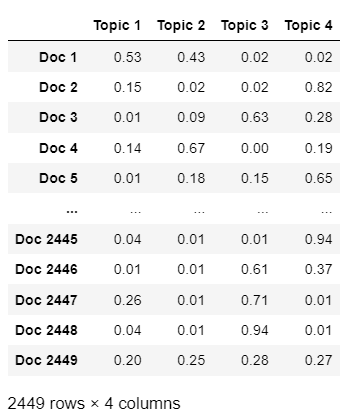 Topic 1 Topic 2 Topic 3 Topic 4
Doc 1 0.53 0.43 0.02 0.02
Doc 2 0.15 0.02 0.02 0.82
Doc 3 0.01 0.09 0.63 0.28
Doc 4 0.14 0.67 0.00 0.19
Doc 5 0.01 0.18 0.15 0.65
... ... ... ... ...
Doc 2445 0.04 0.01 0.01 0.94
Doc 2446 0.01 0.01 0.61 0.37
Doc 2447 0.26 0.01 0.71 0.01
Doc 2448 0.04 0.01 0.94 0.01
Doc 2449 0.20 0.25 0.28 0.27
2449 rows × 4 columns